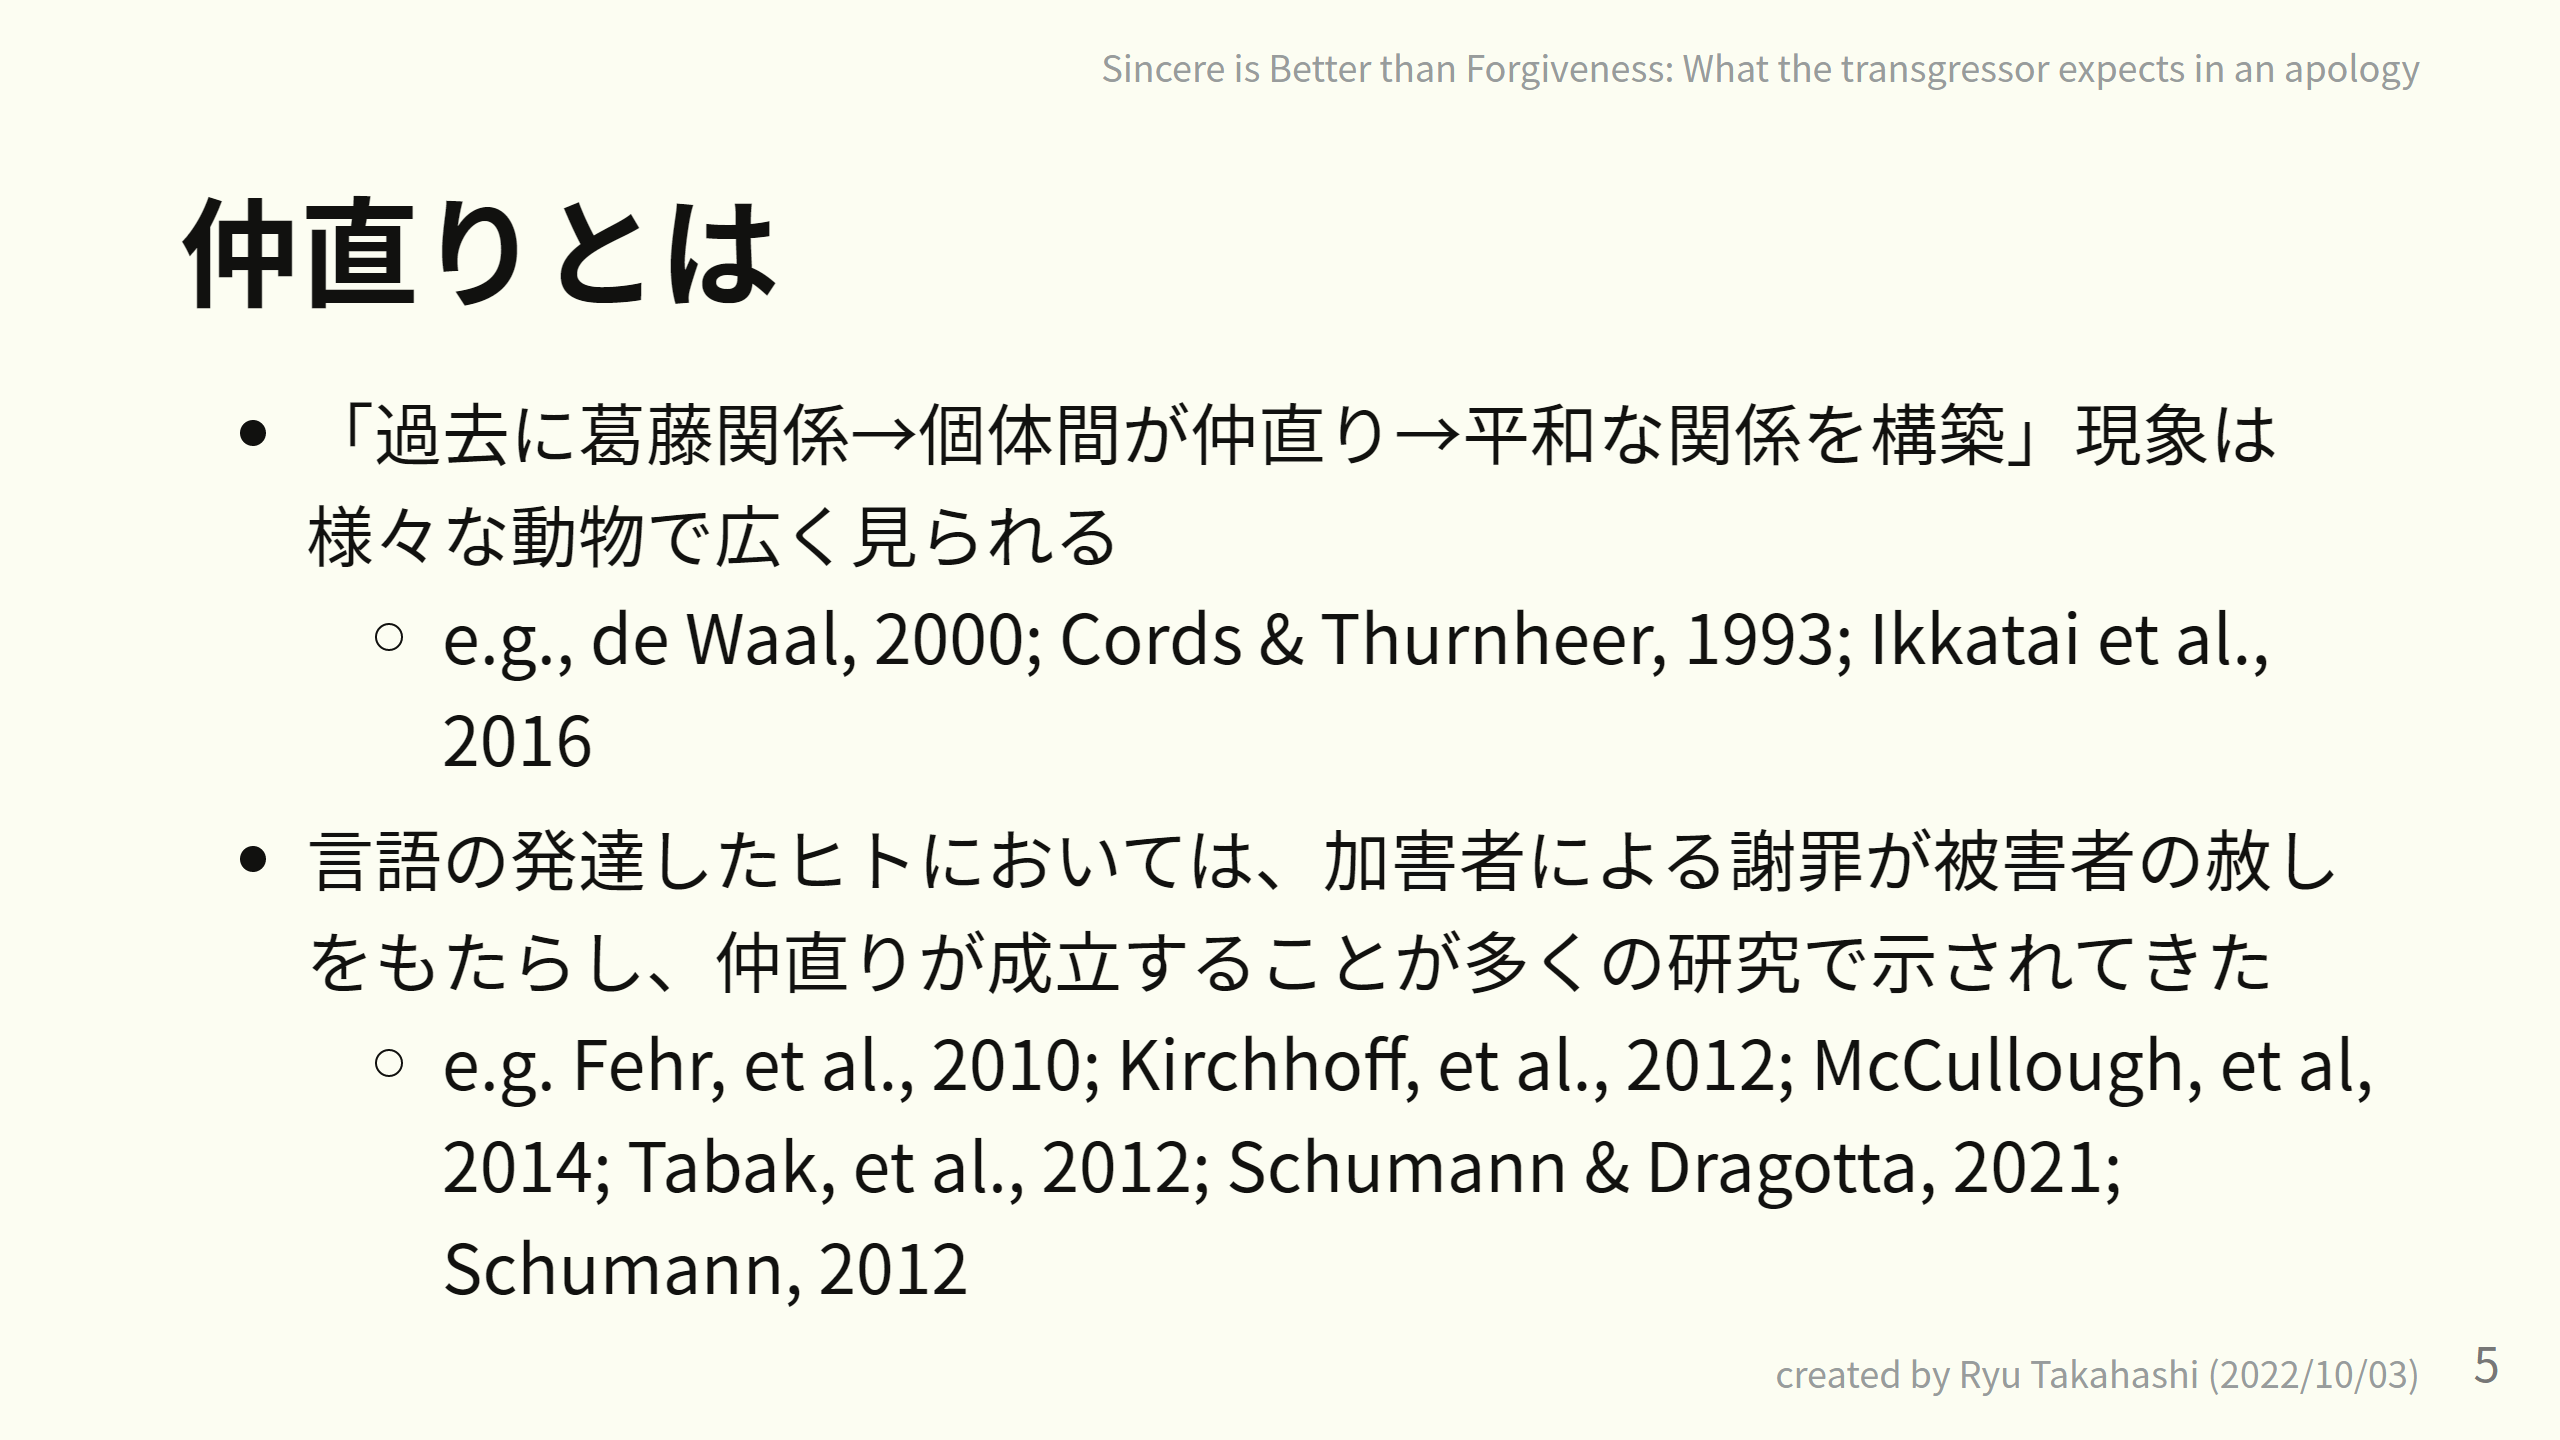 Sincere is Better than Forgiveness: What the transgressor expects in an apology
仲直りとは
• 「過去に葛藤関係→個体間が仲直り→平和な関係を構築」現象は
様々な動物で広く見られる
○ e.g., de Waal, 2000; Cords & Thurnheer, 1993; Ikkatai et al.,
2016
• 言語の発達したヒトにおいては、加害者による謝罪が被害者の赦し
をもたらし、仲直りが成立することが多くの研究で示されてきた
○ e.g. Fehr, et al., 2010; Kirchhoff, et al., 2012; McCullough, et al,
2014; Tabak, et al., 2012; Schumann & Dragotta, 2021;
Schumann, 2012
created by Ryu Takahashi (2022/10/03)
5